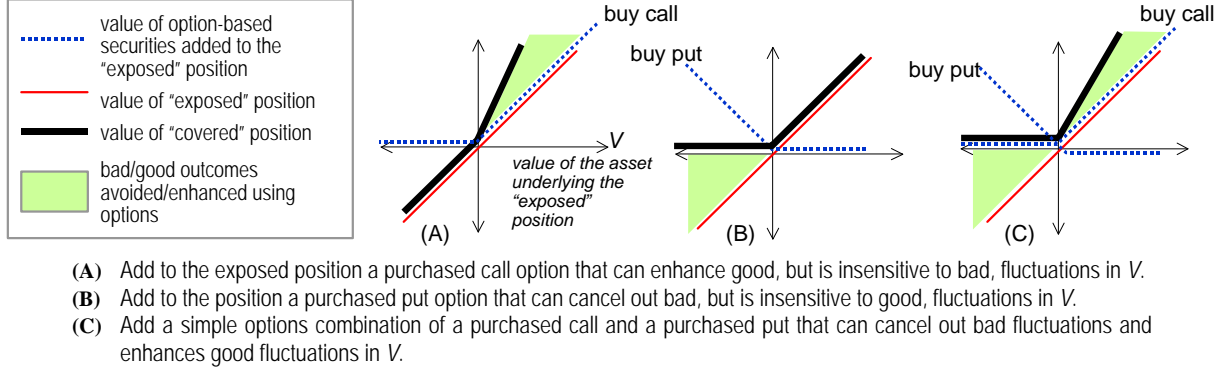 value of option-based
securities added to the
“exposed” position
value of “exposed” position
value of “covered” position
bad/good outcomes
avoided/enhanced using
options
buy call
V
value of the asset
underlying the
“exposed”
position
(A)
buy put
(B)
buy call
buy put
(C)
(A) Add to the exposed position a purchased call option that can enhance good, but is insensitive to bad, fluctuations in V.
(B) Add to the position a purchased put option that can cancel out bad, but is insensitive to good, fluctuations in V.
(C) Add a simple options combination of a purchased call and a purchased put that can cancel out bad fluctuations and
enhances good fluctuations in V.